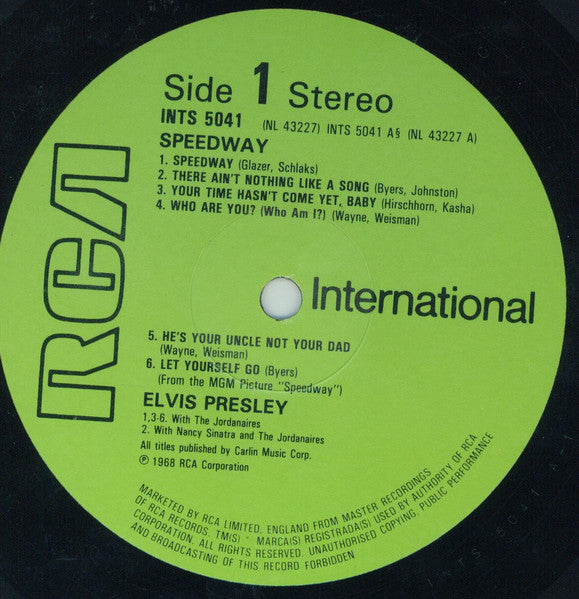 Side 1 Stereo
INTS 5041 (NL 43227) INTS 5041 A§ (NL 43227 A)
SPEEDWAY
1. SPEEDWAY (Glazer, Schlaks)
2. THERE AIN'T NOTHING LIKE A SONG (Byers, Johnston)
3. YOUR TIME HASN'T COME YET, BABY (Hirschhorn, Kasha)
4. WHO ARE YOU? (Who Am I?) (Wayne, Weisman)
RCA
International
5. HE'S YOUR UNCLE NOT YOUR DAD
(Wayne, Weisman)
6. LET YOURSELF GO (Byers)
(From the MGM Picture "Speedway")
ELVIS PRESLEY
1,3-6. With The Jordanaires
2. With Nancy Sinatra and The Jordanaires
All titles published by Carlin Music Corp.
℗ 1968 RCA Corporation
MARKETED BY RCA LIMITED, ENGLAND FROM MASTER RECORDINGS
OF RCA RECORDS. TM(S) ® MARCA(S) REGISTRADA(S) USED BY AUTHORITY OF RCA
CORPORATION. ALL RIGHTS RESERVED. UNAUTHORISED COPYING, PUBLIC PERFORMANCE
AND BROADCASTING OF THIS RECORD FORBIDDEN
INTS 5041 A